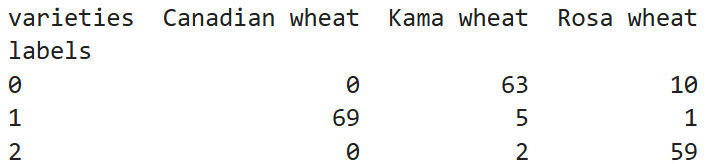 varieties  Canadian wheat  Kama wheat  Rosa wheat
labels
0                       0          63          10
1                      69           5           1
2                       0           2          59